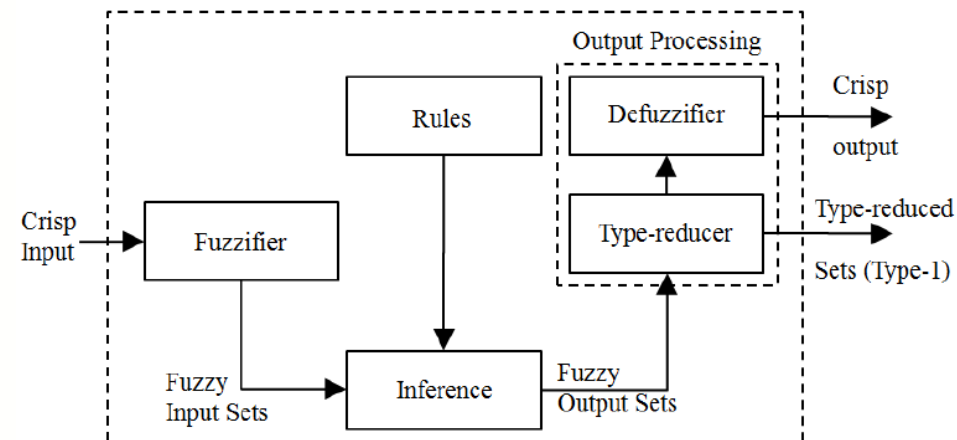 Output Processing
Crisp
output
Defuzzifier
Rules
Type-reduced
Sets (Type-1)
Type-reducer
Crisp
Input
Fuzzifier
Fuzzy
Input Sets
Inference
Fuzzy
Output Sets